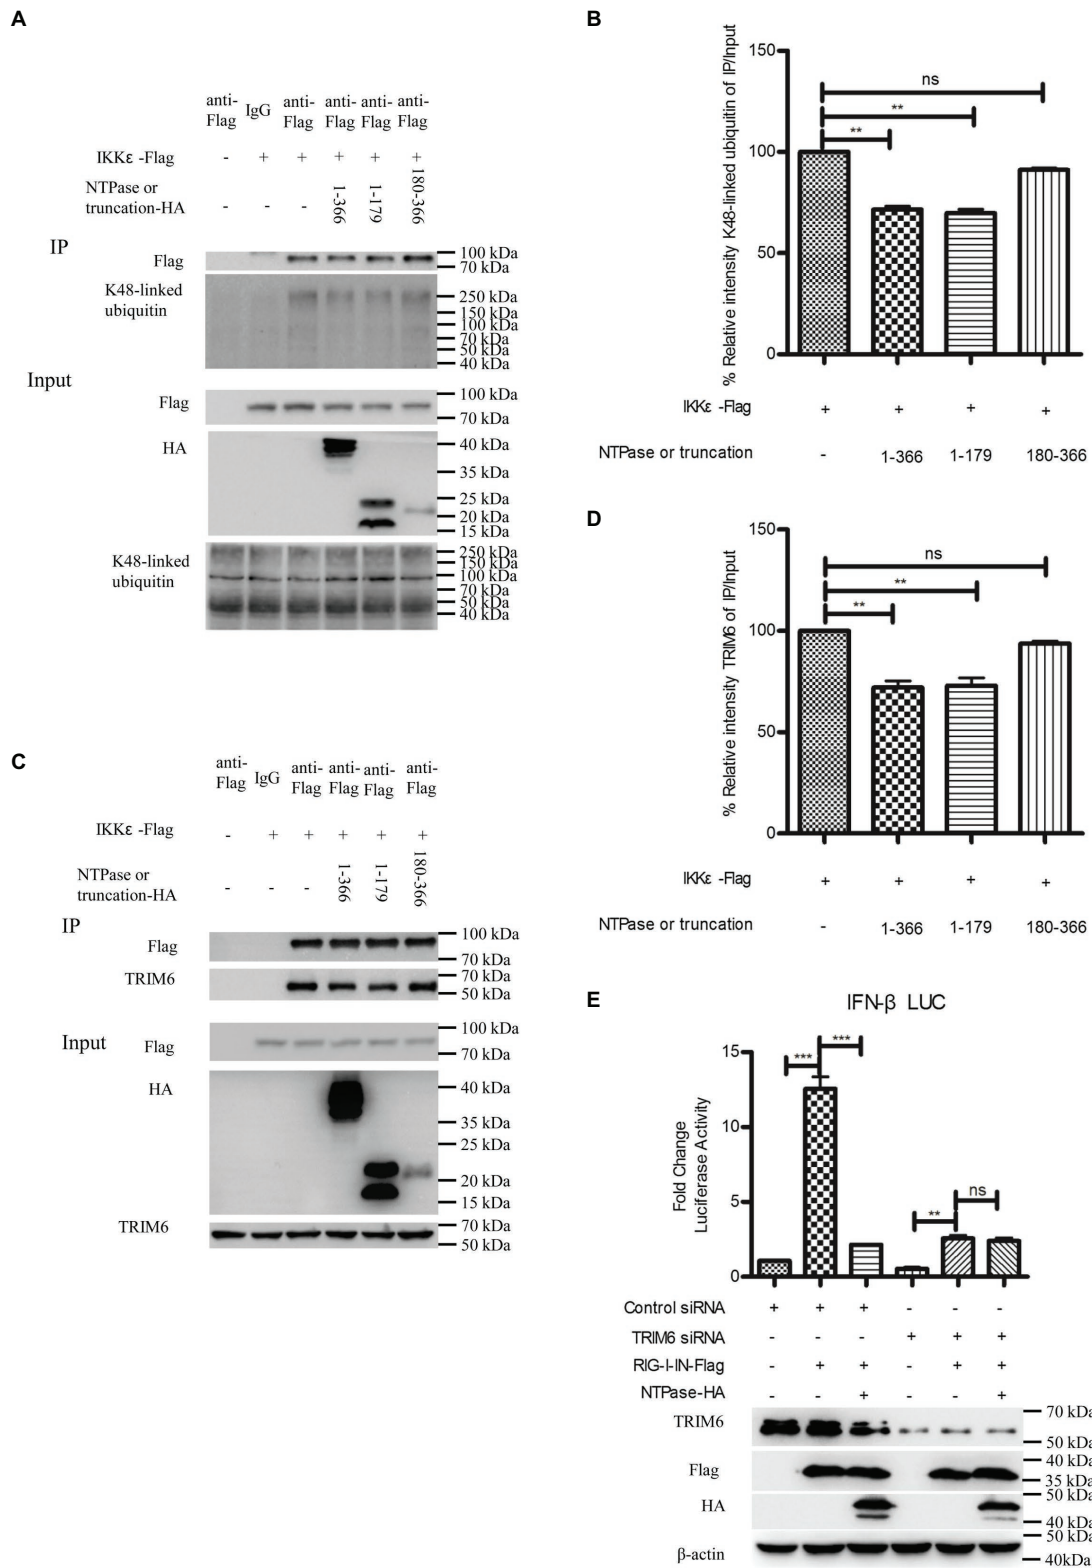 A
anti-Flag IgG anti-Flag anti-Flag anti-Flag anti-Flag
IKKε -Flag - + + + + +
NTPase or truncation-HA - - - 1-366 1-179 180-366
IP
Flag
100 kDa
70 kDa
K48-linked ubiquitin
250 kDa
150 kDa
100 kDa
70 kDa
50 kDa
40 kDa
Input
Flag
100 kDa
70 kDa
HA
40 kDa
35 kDa
25 kDa
20 kDa
15 kDa
K48-linked ubiquitin
250 kDa
150 kDa
100 kDa
70 kDa
50 kDa
40 kDa
B
% Relative intensity K48-linked ubiquitin of IP/Input
150
100
50
0
ns
**
**
IKKε -Flag + + + +
NTPase or truncation - 1-366 1-179 180-366
C
anti-Flag IgG anti-Flag anti-Flag anti-Flag anti-Flag
IKKε -Flag - + + + + +
NTPase or truncation-HA - - - 1-366 1-179 180-366
IP
Flag
100 kDa
70 kDa
TRIM6
70 kDa
50 kDa
Input
Flag
100 kDa
70 kDa
HA
40 kDa
35 kDa
25 kDa
20 kDa
15 kDa
TRIM6
70 kDa
50 kDa
D
% Relative intensity TRIM6 of IP/Input
150
100
50
0
ns
**
**
IKKε -Flag + + + +
NTPase or truncation - 1-366 1-179 180-366
E
IFN-β LUC
Fold Change
Luciferase Activity
15
10
5
0
*** ***
** ns
Control siRNA + + + - - -
TRIM6 siRNA - - - + + +
RIG-I-IN-Flag - + + - + +
NTPase-HA - - + - - +
TRIM6
70 kDa
50 kDa
Flag
40 kDa
35 kDa
HA
50 kDa
40 kDa
β-actin
50 kDa
40kDa